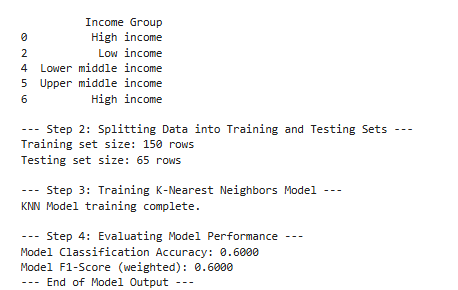 Income Group
0 High income
2 Low income
4 Lower middle income
5 Upper middle income
6 High income
--- Step 2: Splitting Data into Training and Testing Sets ---
Training set size: 150 rows
Testing set size: 65 rows
--- Step 3: Training K-Nearest Neighbors Model ---
KNN Model training complete.
--- Step 4: Evaluating Model Performance ---
Model Classification Accuracy: 0.6000
Model F1-Score (weighted): 0.6000
--- End of Model Output ---